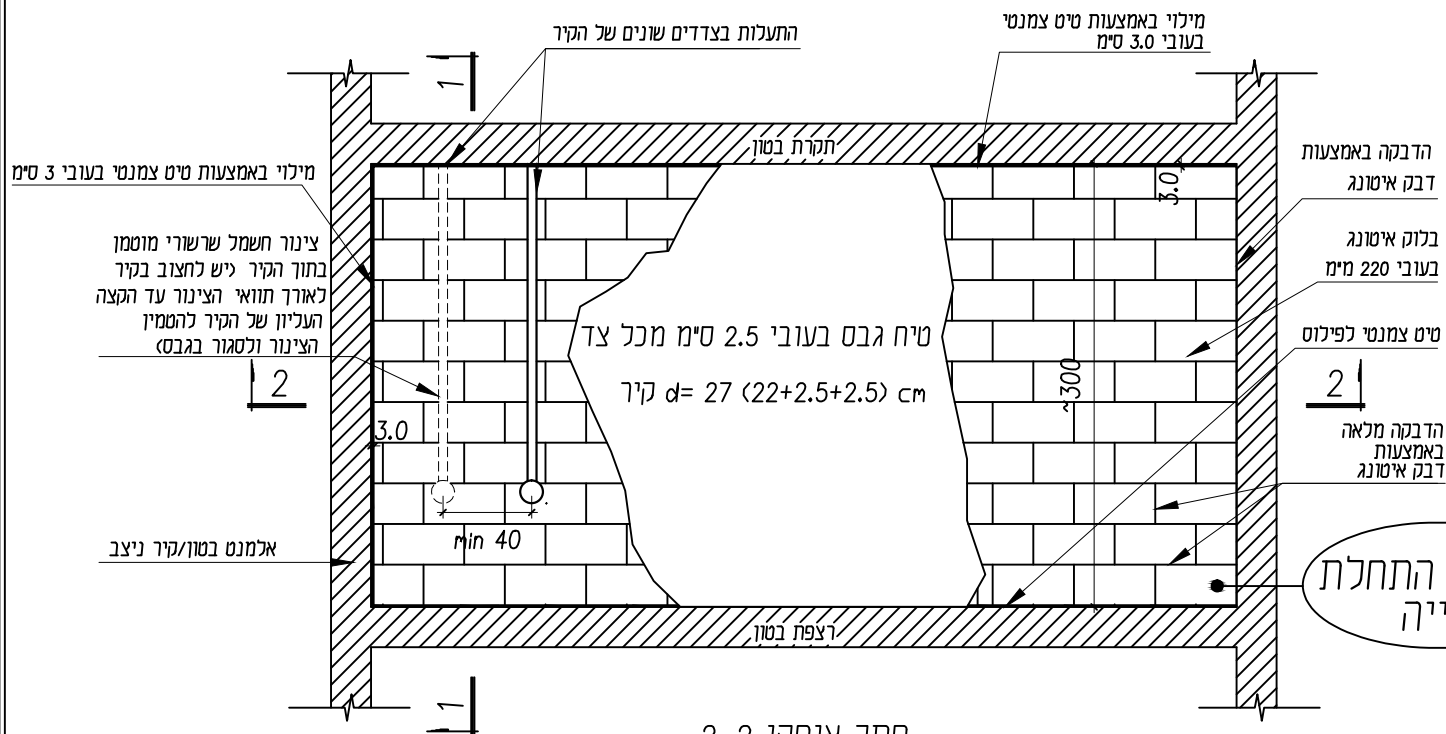 התעלות בצדדים שונים של הקיר
מילוי באמצעות טיט צמנטי
בעובי 3.0 ס"מ
1
תקרת בטון
הדבקה באמצעות
דבק איטונג
מילוי באמצעות טיט צמנטי בעובי 3 ס"מ
3.0
בלוק איטונג
בעובי 220 מ"מ
צינור חשמל שרשורי מוטמן
בתוך הקיר (יש לחצוב בקיר
לאורך תוואי הצינור עד הקצה
העליון של הקיר להטמין
הצינור ולסגור בגבס)
טיח גבס בעובי 2.5 ס"מ מכל צד
קיר d= 27 (22+2.5+2.5) cm
טיט צמנטי לפילוס
~300
2
2
3.0
הדבקה מלאה
באמצעות
דבק איטונג
min 40
אלמנט בטון/קיר ניצב
התחלת
רצפת בטון
1
2-2